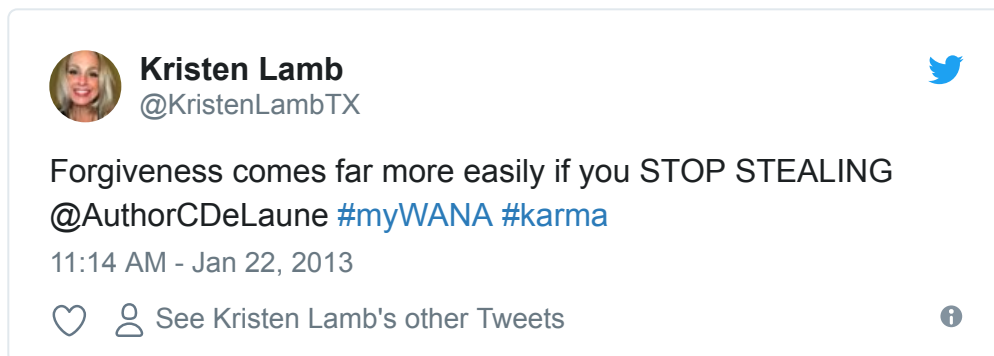 Kristen Lamb
@KristenLambTX
Forgiveness comes far more easily if you STOP STEALING
@AuthorCDeLaune #myWANA #karma
11:14 AM - Jan 22, 2013
See Kristen Lamb's other Tweets